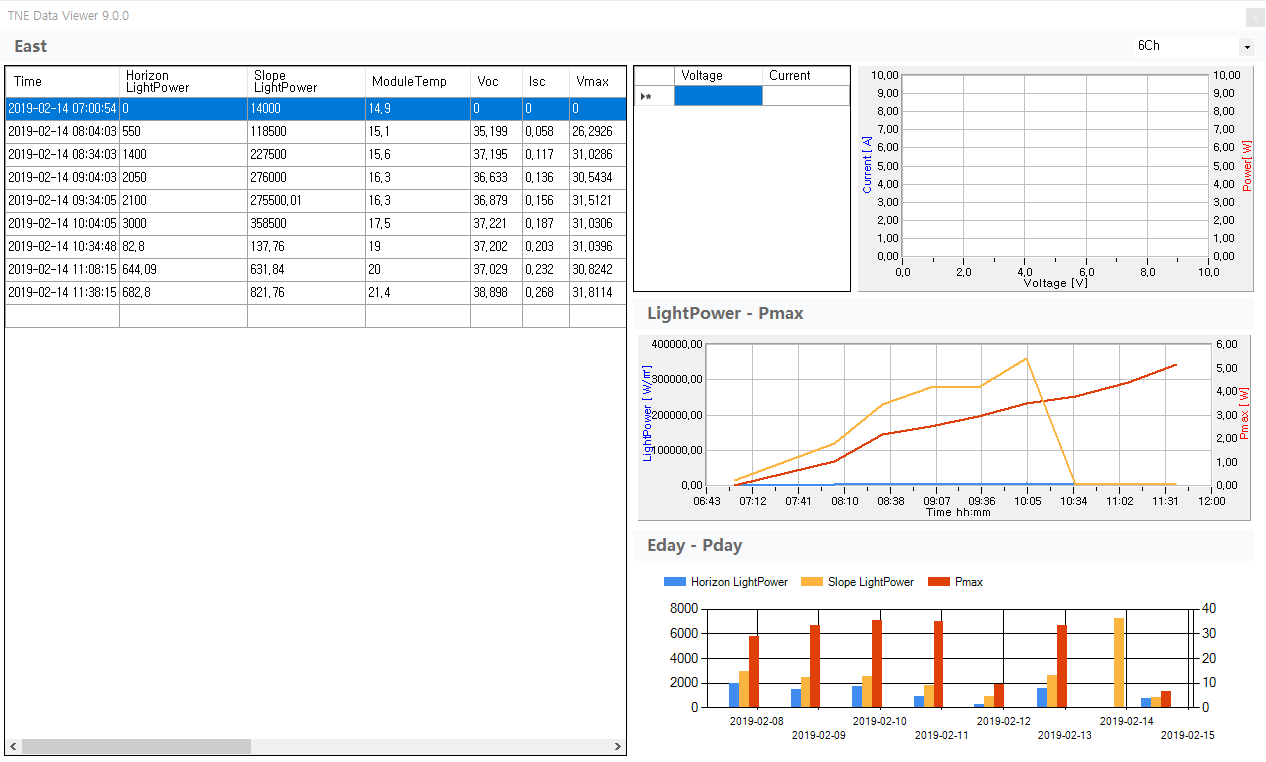 TNE Data Viewer 9.0.0
East
6Ch
Time Horizon LightPower Slope LightPower ModuleTemp Voc Isc Vmax
2019-02-14 07:00:54 0 14000 14,9 0 0 0
2019-02-14 08:04:03 550 118500 15,1 35,199 0,058 26,2926
2019-02-14 08:34:03 1400 227500 15,6 37,195 0,117 31,0286
2019-02-14 09:04:03 2050 276000 16,3 36,633 0,135 30,5434
2019-02-14 09:34:05 2100 275500,01 16,3 36,879 0,156 31,5121
2019-02-14 10:04:05 3000 358500 17,5 37,221 0,187 31,0306
2019-02-14 10:34:48 82,8 137,76 19 37,202 0,203 31,0396
2019-02-14 11:08:15 644,09 631,84 20 37,029 0,232 30,8242
2019-02-14 11:38:15 682,8 821,76 21,4 38,898 0,268 31,8114
Voltage Current
10,00 10,00
9,00 9,00
8,00 8,00
7,00 7,00
6,00 6,00
5,00 5,00
4,00 4,00
3,00 3,00
2,00 2,00
1,00 1,00
0,00 0,00
Current [ A]
Power[ W]
0,0 2,0 4,0 6,0 8,0 10,0
Voltage [V]
LightPower - Pmax
400000,00 6,00
300000,00 5,00
200000,00 4,00
100000,00 3,00
0,00 2,00
1,00
0,00
LightPower [ W/㎡]
Pmax [ W]
06:43 07:12 07:41 08:10 08:38 09:07 09:36 10:05 10:34 11:02 11:31 12:00
Time hh:mm
Eday - Pday
Horizon LightPower Slope LightPower Pmax
8000 40
6000 30
4000 20
2000 10
0 0
2019-02-08 2019-02-10 2019-02-12 2019-02-14
2019-02-09 2019-02-11 2019-02-13 2019-02-15